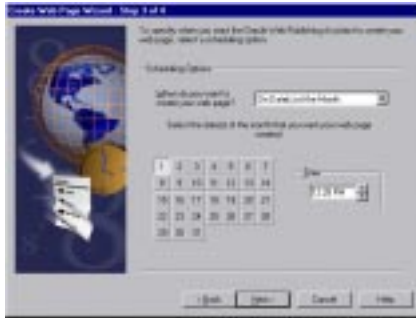 Create Web Page Wizard - Step 3 of 4
To specify when you want the Oracle Web Publishing Assistant to create your
web page, select a scheduling option.
Scheduling Options
When do you want to
create your web page?
On Date(s) of the Month
Select the date(s) of the month that you want your web page
created.
1 2 3 4 5 6 7
8 9 10 11 12 13 14
15 16 17 18 19 20 21
22 23 24 25 26 27 28
29 30 31
Time
PM
< Back Next > Cancel Help